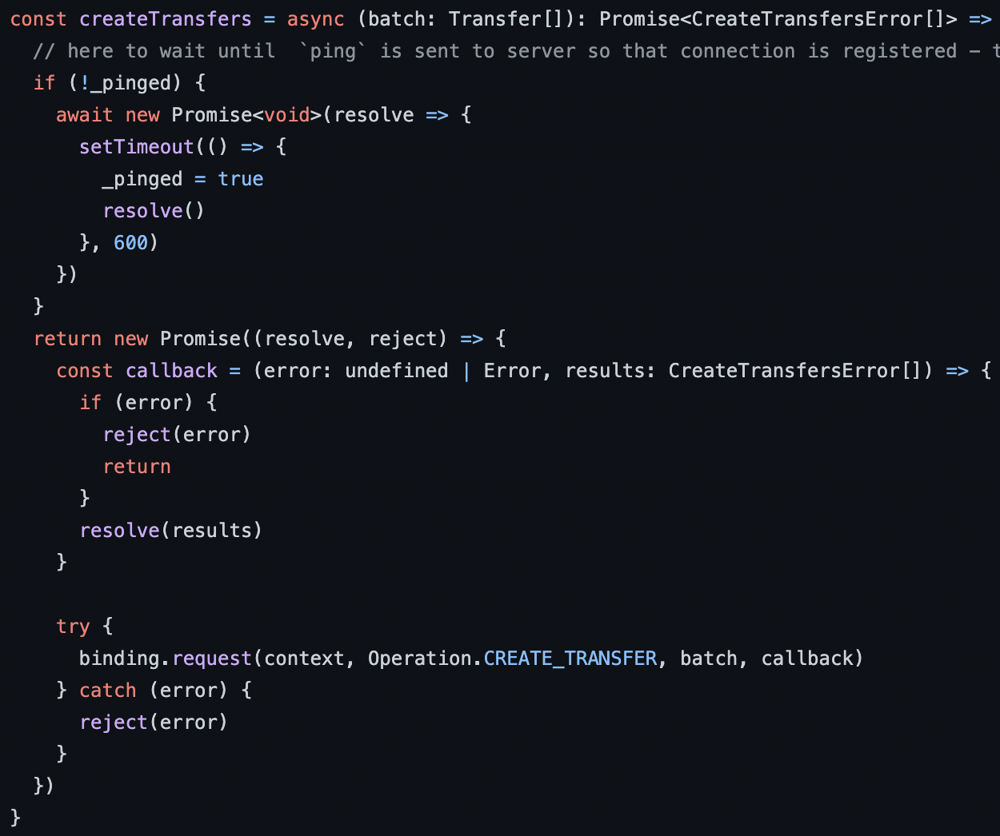 const createTransfers = async (batch: Transfer[]): Promise<CreateTransfersError[]> =>
  // here to wait until  `ping` is sent to server so that connection is registered – t
  if (!_pinged) {
    await new Promise<void>(resolve => {
      setTimeout(() => {
        _pinged = true
        resolve()
      }, 600)
    })
  }
  return new Promise((resolve, reject) => {
    const callback = (error: undefined | Error, results: CreateTransfersError[]) => {
      if (error) {
        reject(error)
        return
      }
      resolve(results)
    }

    try {
      binding.request(context, Operation.CREATE_TRANSFER, batch, callback)
    } catch (error) {
      reject(error)
    }
  })
}